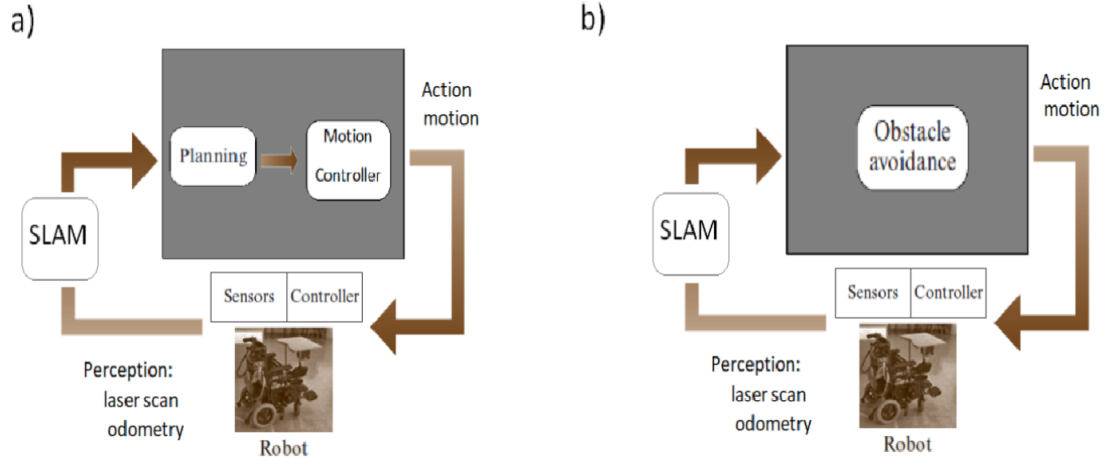 a)
Action
motion
Planning
Motion
Controller
SLAM
Sensors
Controller
Perception:
laser scan
odometry
Robot
b)
Action
motion
Obstacle
avoidance
SLAM
Sensors
Controller
Perception:
laser scan
odometry
Robot